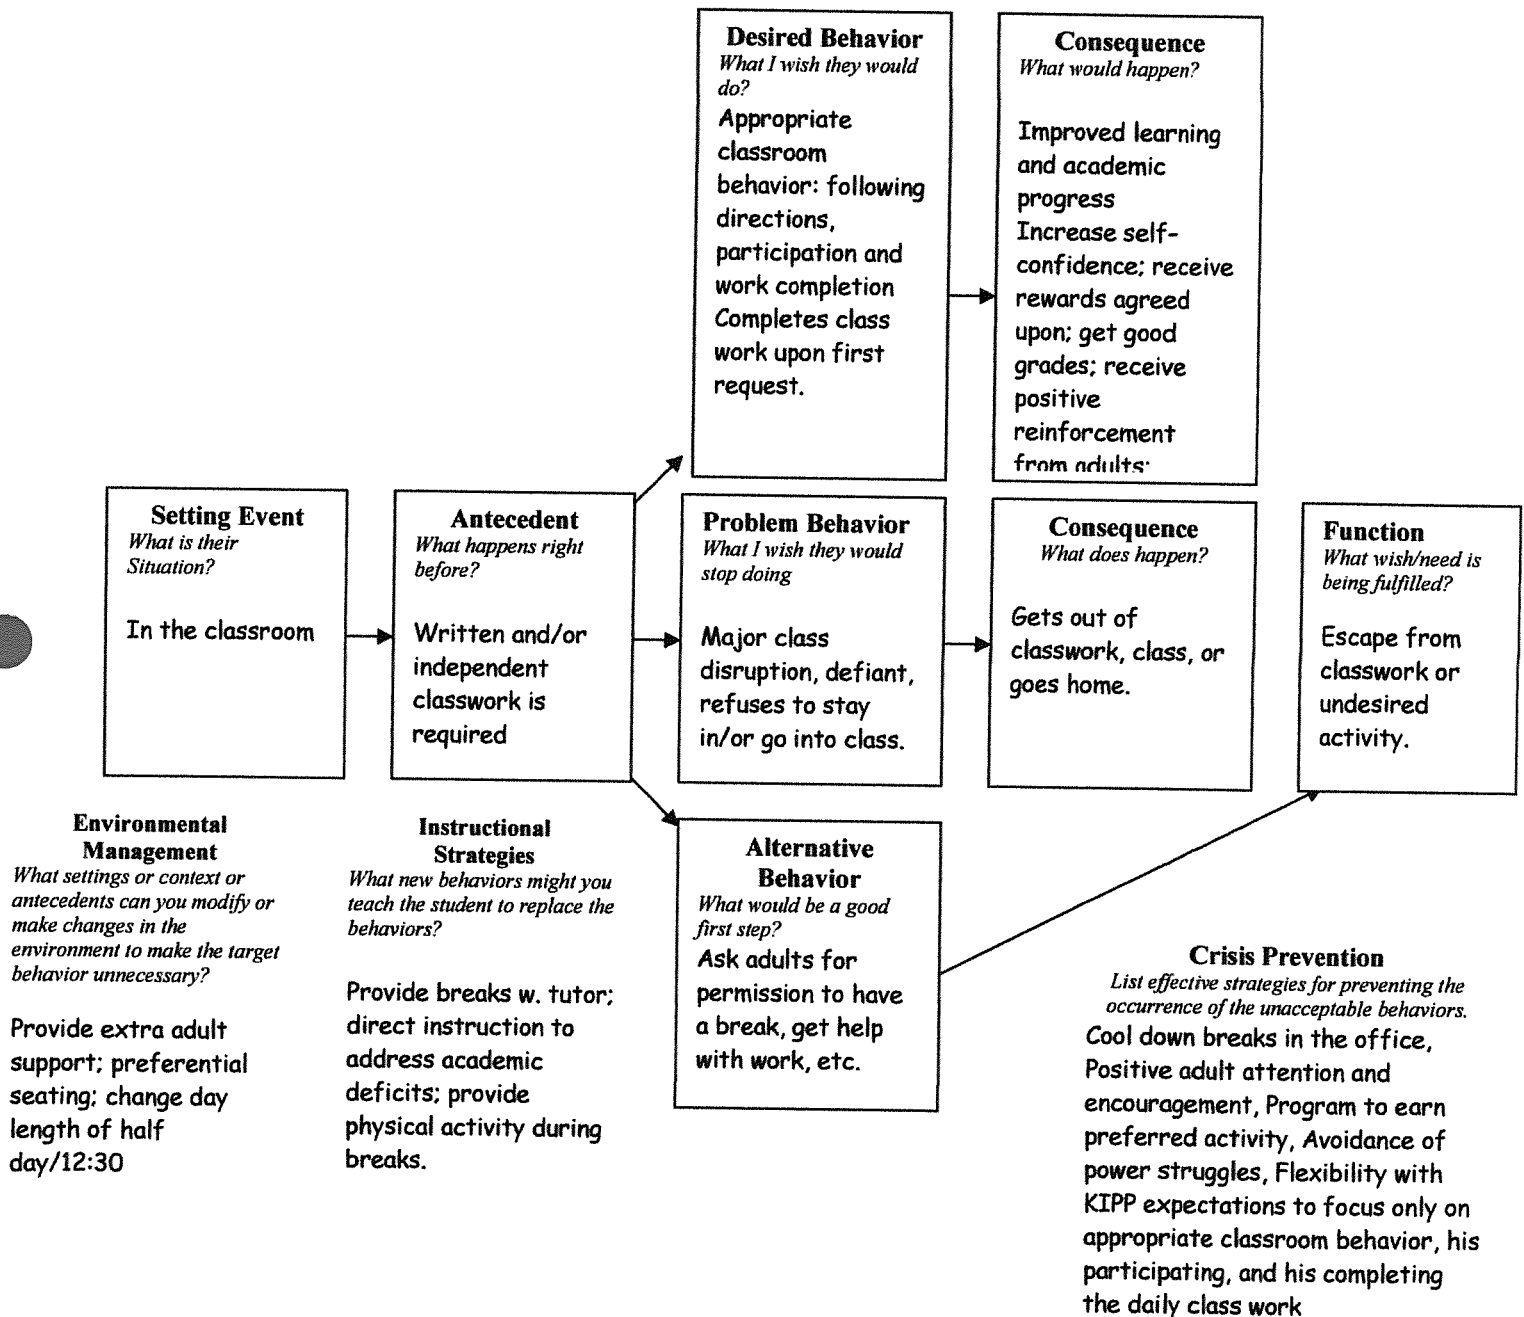 Desired Behavior
What I wish they would
do?
Appropriate
classroom
behavior: following
directions,
participation and
work completion
Completes class
work upon first
request.
Consequence
What would happen?
Improved learning
and academic
progress
Increase self-
confidence; receive
rewards agreed
upon; get good
grades; receive
positive
reinforcement
from adults;
Setting Event
What is their
Situation?
In the classroom
Antecedent
What happens right
before?
Written and/or
independent
classwork is
required
Problem Behavior
What I wish they would
stop doing
Major class
disruption, defiant,
refuses to stay
in/or go into class.
Consequence
What does happen?
Gets out of
classwork, class, or
goes home.
Function
What wish/need is
being fulfilled?
Escape from
classwork or
undesired
activity.
Environmental
Management
What settings or context or
antecedents can you modify or
make changes in the
environment to make the target
behavior unnecessary?
Provide extra adult
support; preferential
seating; change day
length of half
day/12:30
Instructional
Strategies
What new behaviors might you
teach the student to replace the
behaviors?
Provide breaks w. tutor;
direct instruction to
address academic
deficits; provide
physical activity during
breaks.
Alternative
Behavior
What would be a good
first step?
Ask adults for
permission to have
a break, get help
with work, etc.
Crisis Prevention
List effective strategies for preventing the
occurrence of the unacceptable behaviors.
Cool down breaks in the office,
Positive adult attention and
encouragement, Program to earn
preferred activity, Avoidance of
power struggles, Flexibility with
KIPP expectations to focus only on
appropriate classroom behavior, his
participating, and his completing
the daily class work